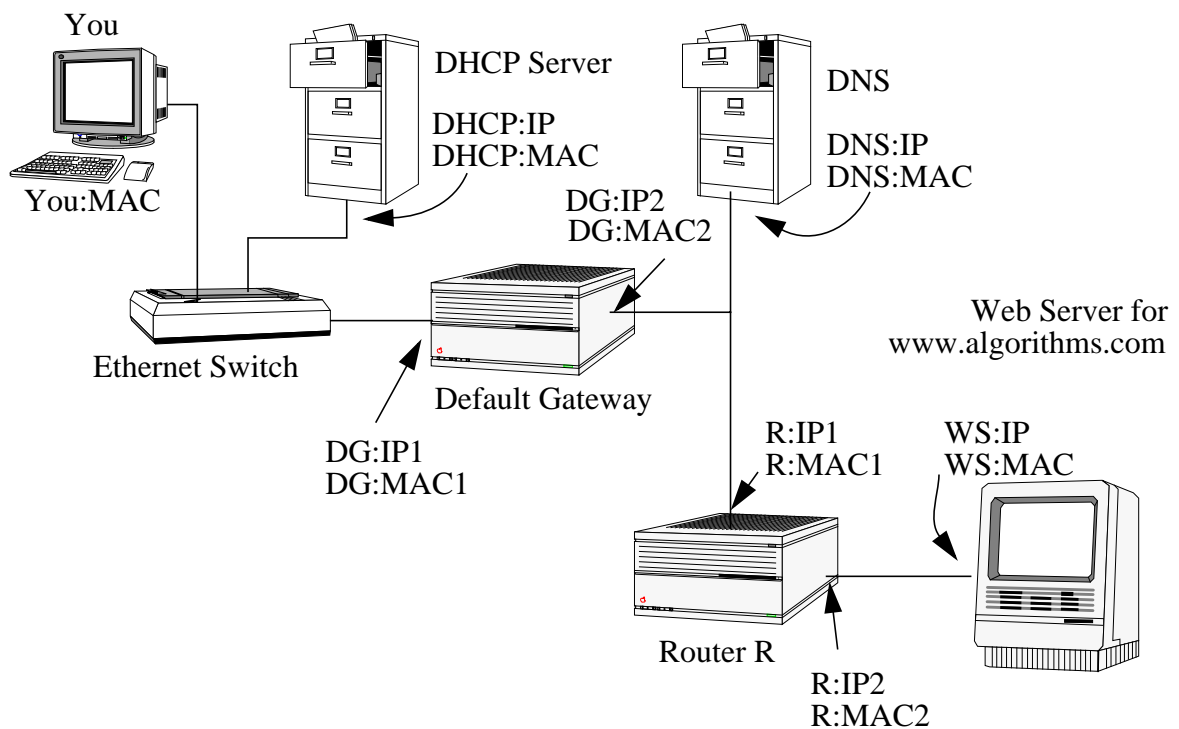 You
You:MAC
DHCP Server
DHCP:IP
DHCP:MAC
DNS
DNS:IP
DNS:MAC
DG:IP2
DG:MAC2
Ethernet Switch
Default Gateway
DG:IP1
DG:MAC1
Web Server for
www.algorithms.com
R:IP1
R:MAC1
WS:IP
WS:MAC
Router R
R:IP2
R:MAC2